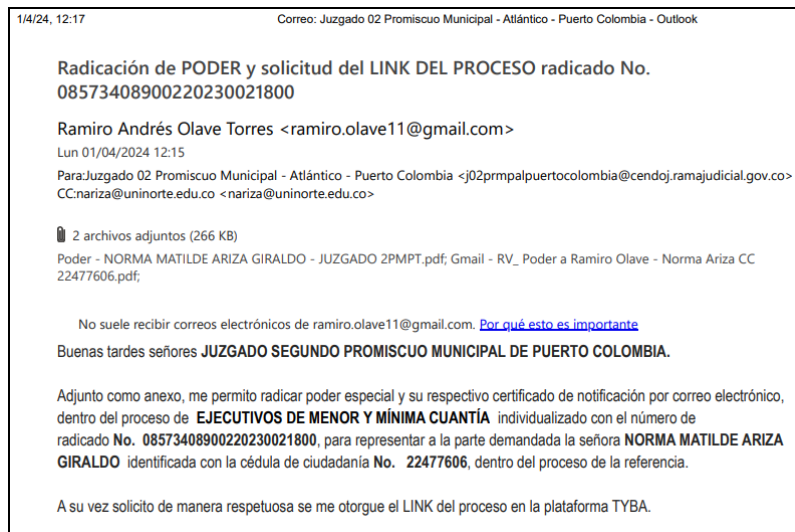 1/4/24, 12:17 Correo: Juzgado 02 Promiscuo Municipal - Atlántico - Puerto Colombia - Outlook
Radicación de PODER y solicitud del LINK DEL PROCESO radicado No.
08573408900220230021800
Ramiro Andrés Olave Torres <ramiro.olave11@gmail.com>
Lun 01/04/2024 12:15
Para:Juzgado 02 Promiscuo Municipal - Atlántico - Puerto Colombia <j02prmpalpuertocolombia@cendoj.ramajudicial.gov.co>
CC:nariza@uninorte.edu.co <nariza@uninorte.edu.co>
2 archivos adjuntos (266 KB)
Poder - NORMA MATILDE ARIZA GIRALDO - JUZGADO 2PMPT.pdf; Gmail - RV_ Poder a Ramiro Olave - Norma Ariza CC
22477606.pdf;
No suele recibir correos electrónicos de ramiro.olave11@gmail.com. Por qué esto es importante
Buenas tardes señores JUZGADO SEGUNDO PROMISCUO MUNICIPAL DE PUERTO COLOMBIA.
Adjunto como anexo, me permito radicar poder especial y su respectivo certificado de notificación por correo electrónico,
dentro del proceso de EJECUTIVOS DE MENOR Y MÍNIMA CUANTÍA individualizado con el número de
radicado No. 08573408900220230021800, para representar a la parte demandada la señora NORMA MATILDE ARIZA
GIRALDO identificada con la cédula de ciudadanía No. 22477606, dentro del proceso de la referencia.
A su vez solicito de manera respetuosa se me otorgue el LINK del proceso en la plataforma TYBA.